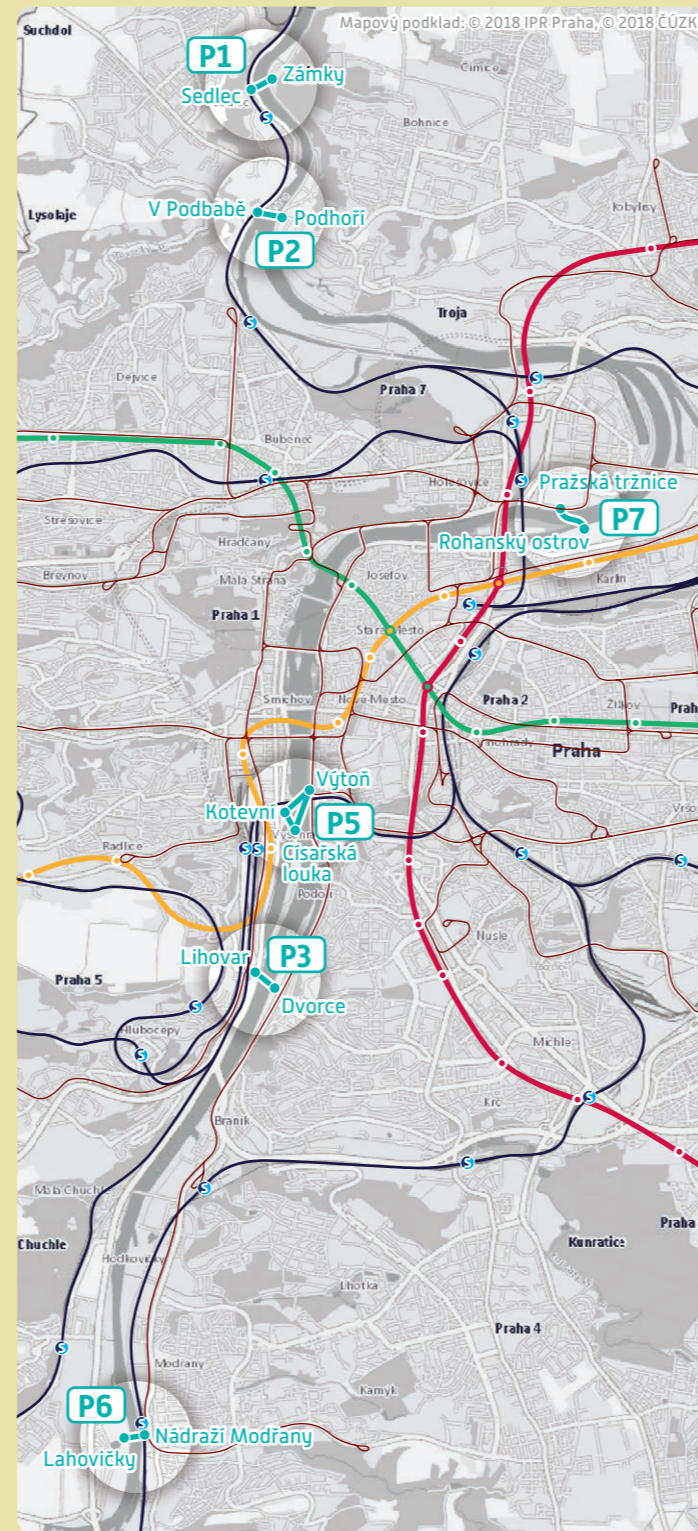 Mapový podklad: © 2018 IPR Praha, © 2018 ČÚZK
Suchdol
P1
Zámky
Sedlec
Čimice
Bohnice
Lysolaje
V Podbabě
Podhoří
P2
Kobylisy
Troja
Dejvice
Praha 7
Bubeneč
Holešovice
Pražská tržnice
P7
Rohanský ostrov
Střešovice
Hradčany
Břevnov
Malá Strana
Josefov
Karlín
Praha 1
Staré Město
Smíchov
Nové Město
Praha 2
Žižkov
Prah
Vinohrady
Praha
Výtoň
Kotevní
P5
Vršo
Radlice
Císařská
louka
Podolí
Nusle
Lihovar
P3
Praha 5
Dvorce
Hlubočepy
Michle
Krč
Braník
Malá Chuchle
Chuchle
Praha
Kunratice
Hodkovičky
Lhotka
Praha 4
Modřany
Kamýk
P6
Nádraží Modřany
Lahovičky